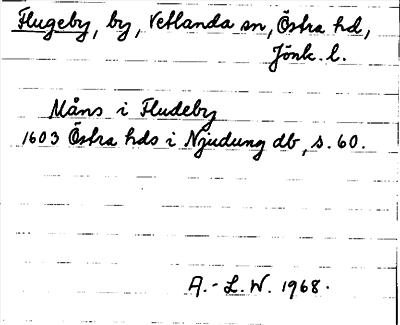 Flugeby, by, Vetlanda sn, Östra hd,
Jönk. l.
Måns i Fludeby
1603 Östra hds i Njudung db, s. 60.
A.-L.W. 1968.